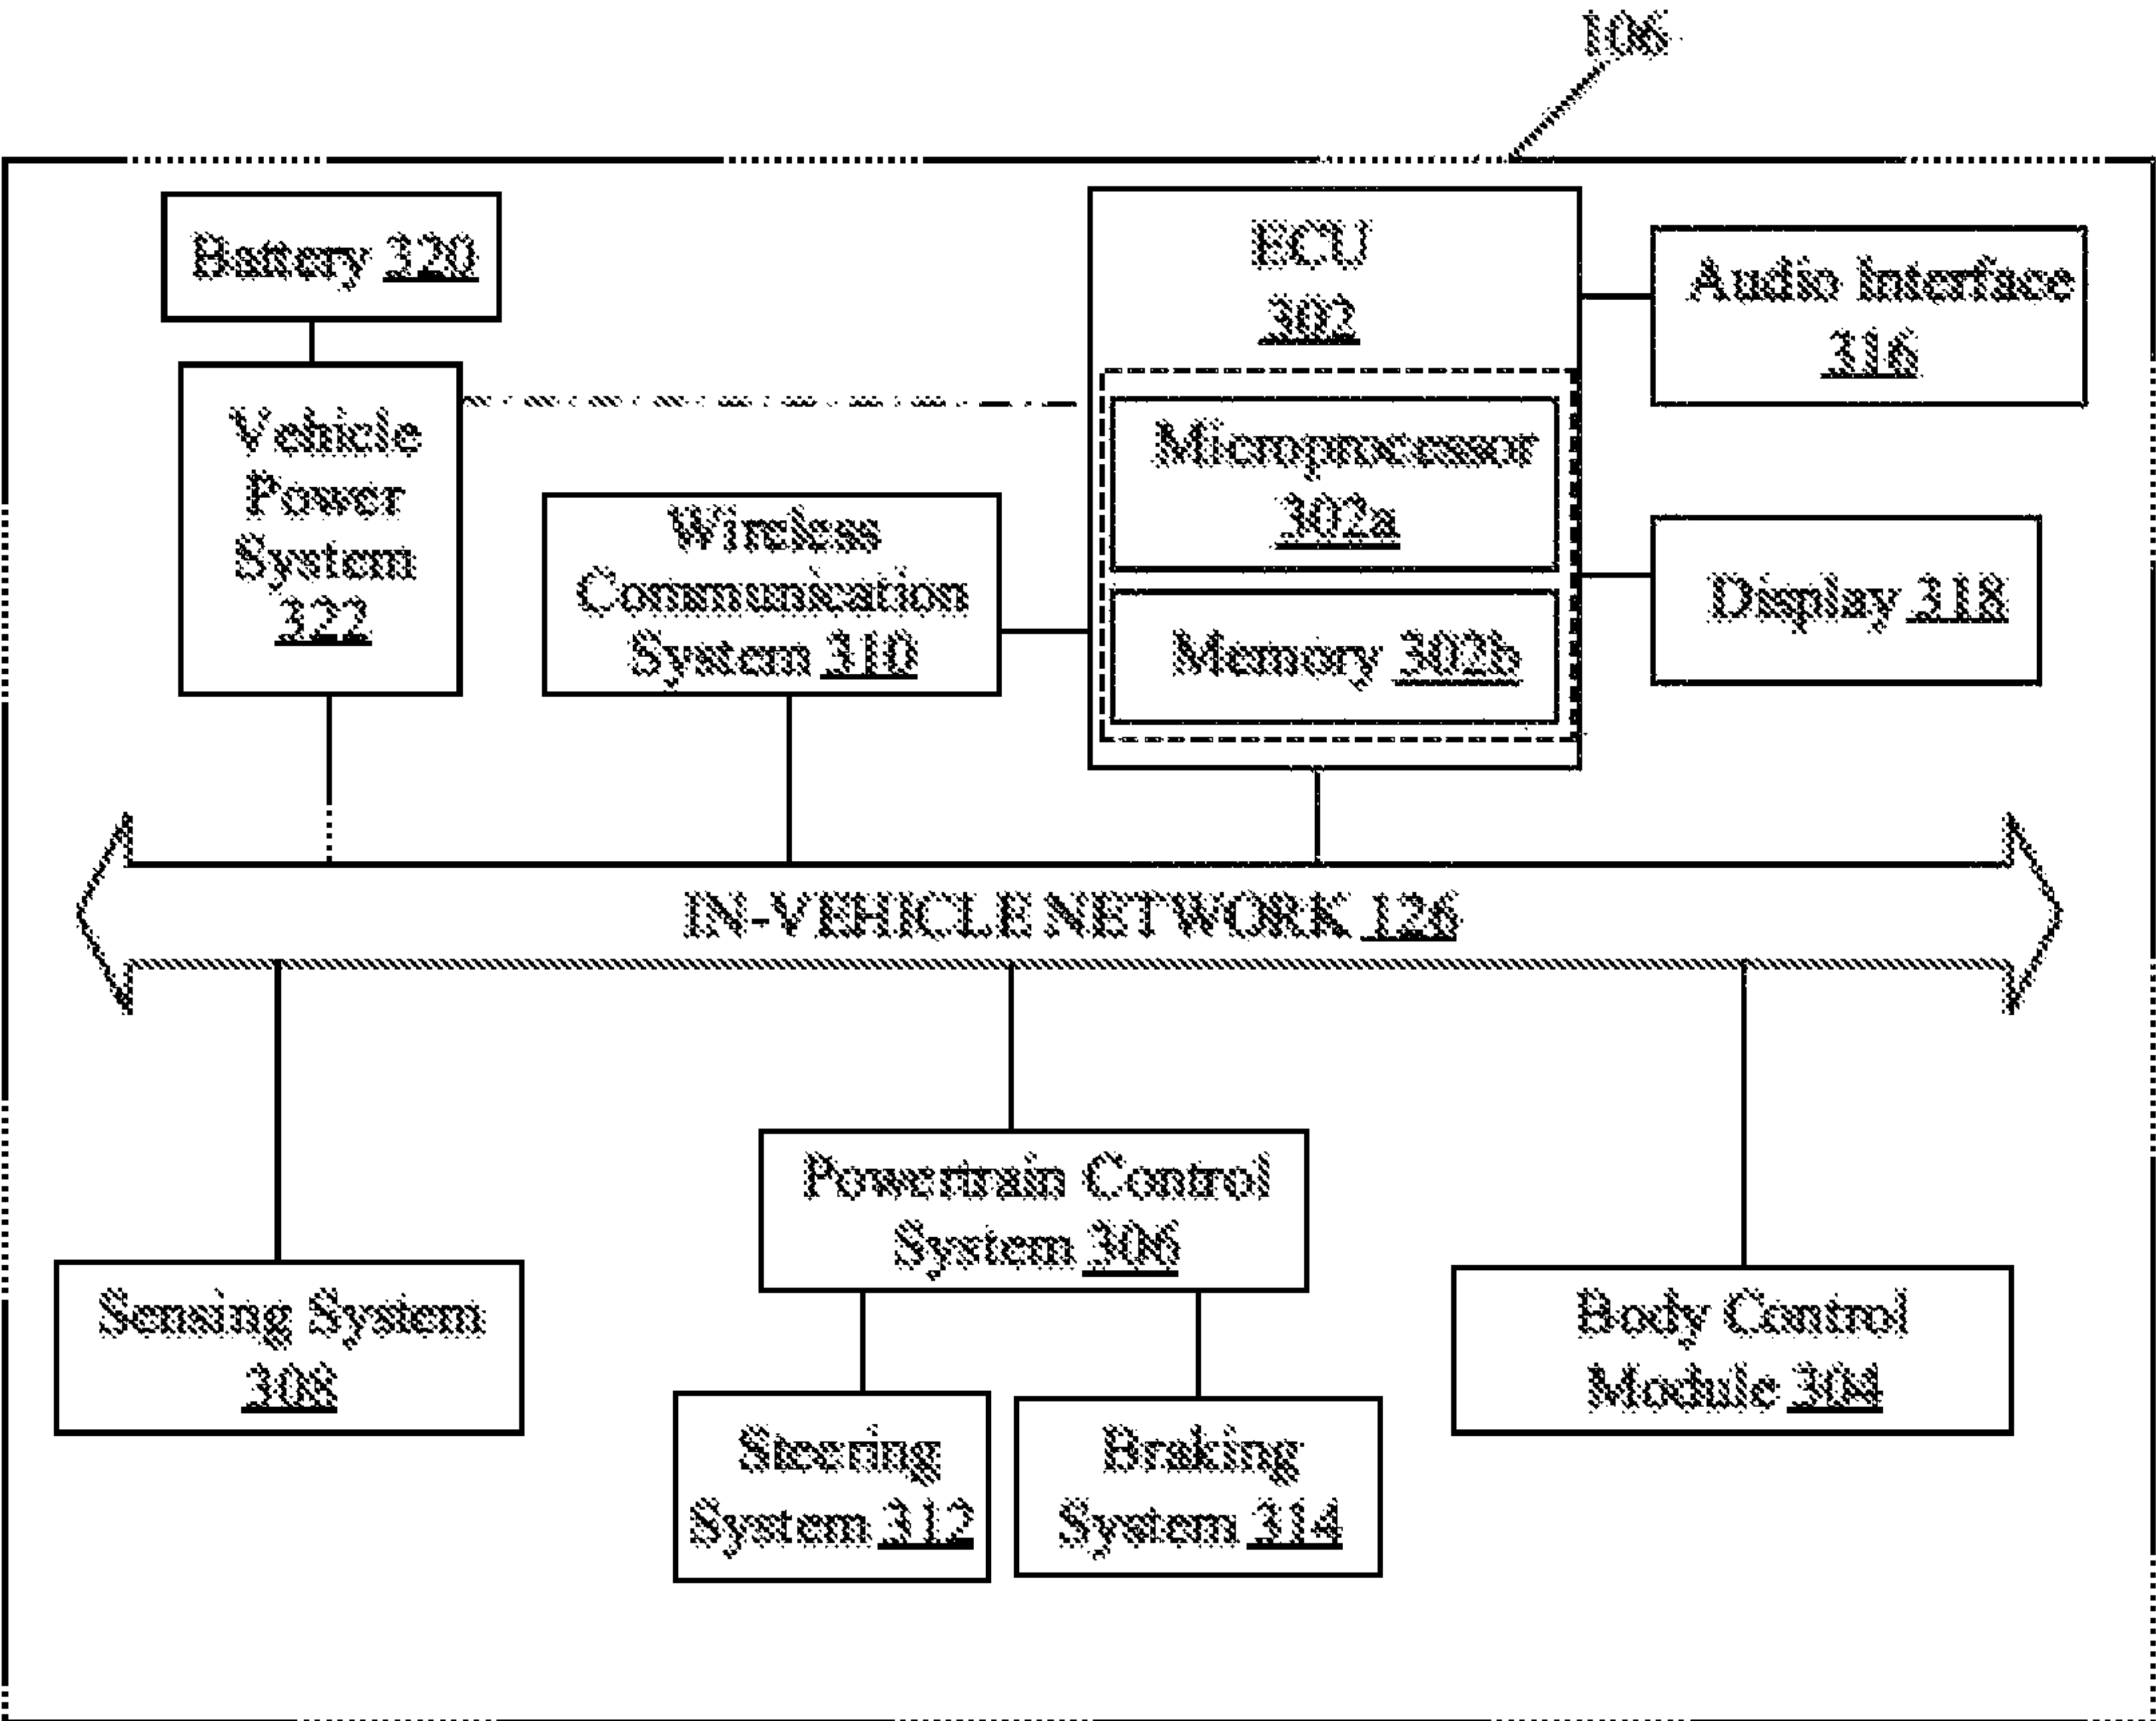 106
Battery 320
ECU
302
Audio Interface
316
Vehicle
Power
System
322
Microprocessor
302a
Wireless
Communication
System 310
Memory 302b
Display 318
IN-VEHICLE NETWORK 126
Powertrain Control
System 306
Sensing System
308
Body Control
Module 304
Steering
System 312
Braking
System 314